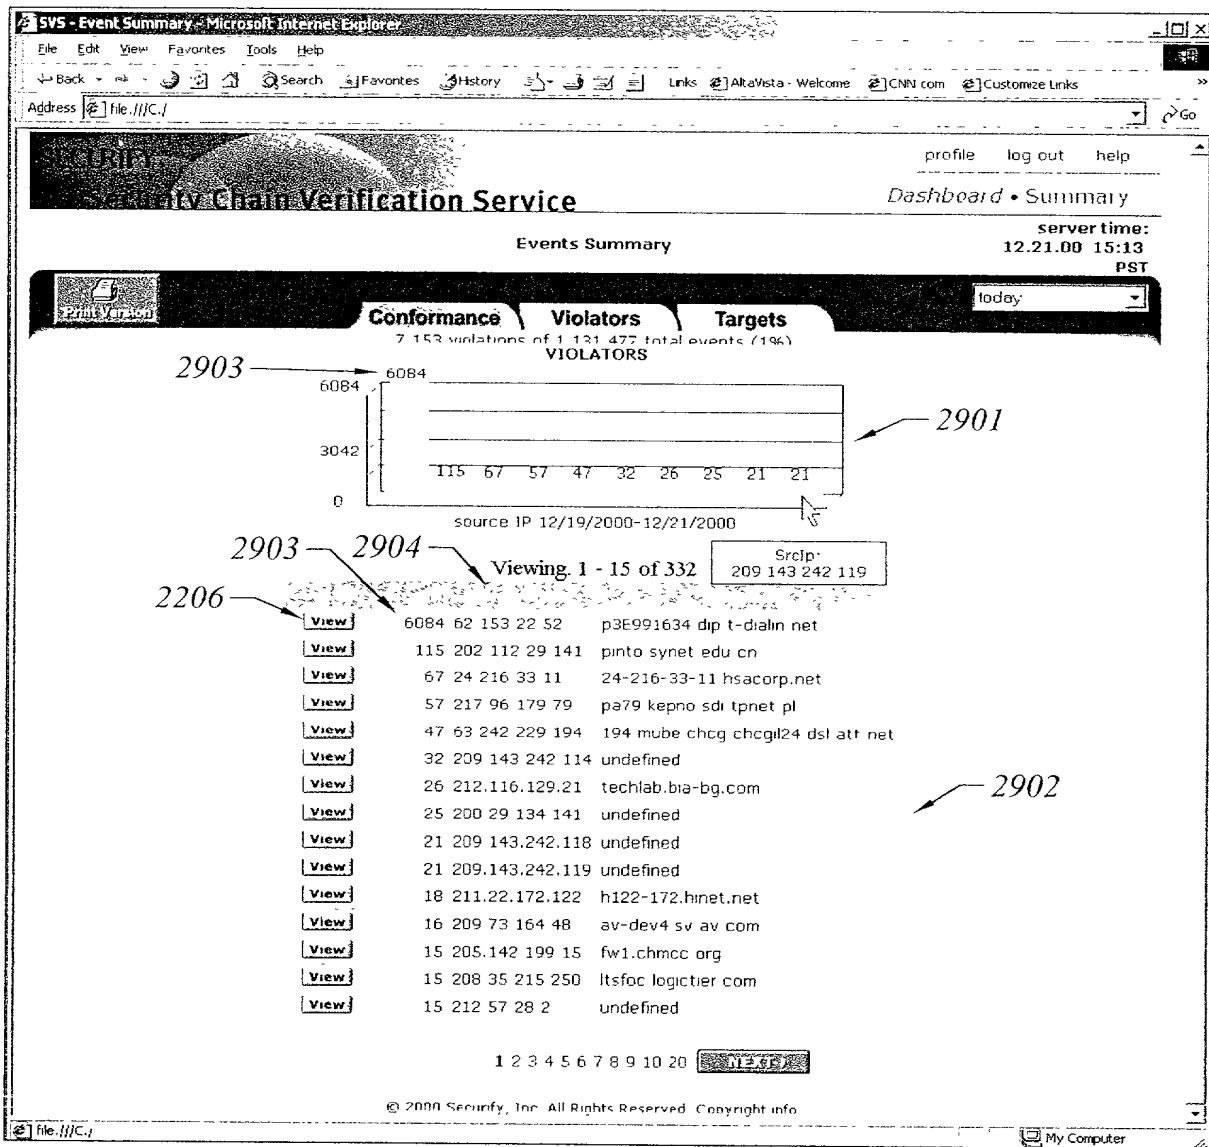 SVS - Event Summary - Microsoft Internet Explorer
File Edit View Favorites Tools Help
Back Search Favorites History Links AltaVista - Welcome CNN com Customize Links »
Address file.///C./ Go
SECURIFY profile log out help
Security Chain Verification Service Dashboard • Summary
Events Summary
server time:
12.21.00 15:13
PST
Print Version today
Conformance Violators Targets
7 153 violations of 1 131 477 total events (1%)
VIOLATORS
2903 6084
6084
2901
3042
115 67 57 47 32 26 25 21 21
0
source IP 12/19/2000-12/21/2000
2903 2904 Viewing. 1 - 15 of 332
SrcIp:
209 143 242 119
2206
View 6084 62 153 22 52 p3E991634 dip t-dialin net
View 115 202 112 29 141 pinto synet edu cn
View 67 24 216 33 11 24-216-33-11 hsacorp.net
View 57 217 96 179 79 pa79 kepno sdi tpnet pl
View 47 63 242 229 194 194 mube chcg chcgil24 dsl att net
View 32 209 143 242 114 undefined
View 26 212.116.129.21 techlab.bia-bg.com
2902
View 25 200 29 134 141 undefined
View 21 209 143.242.118 undefined
View 21 209.143.242.119 undefined
View 18 211.22.172.122 h122-172.hinet.net
View 16 209 73 164 48 av-dev4 sv av com
View 15 205.142 199 15 fw1.chmcc org
View 15 208 35 215 250 ltsfoc logictier com
View 15 212 57 28 2 undefined
1 2 3 4 5 6 7 8 9 10 20 NEXT
© 2000 Securify, Inc. All Rights Reserved Copyright info
file.///C./ My Computer